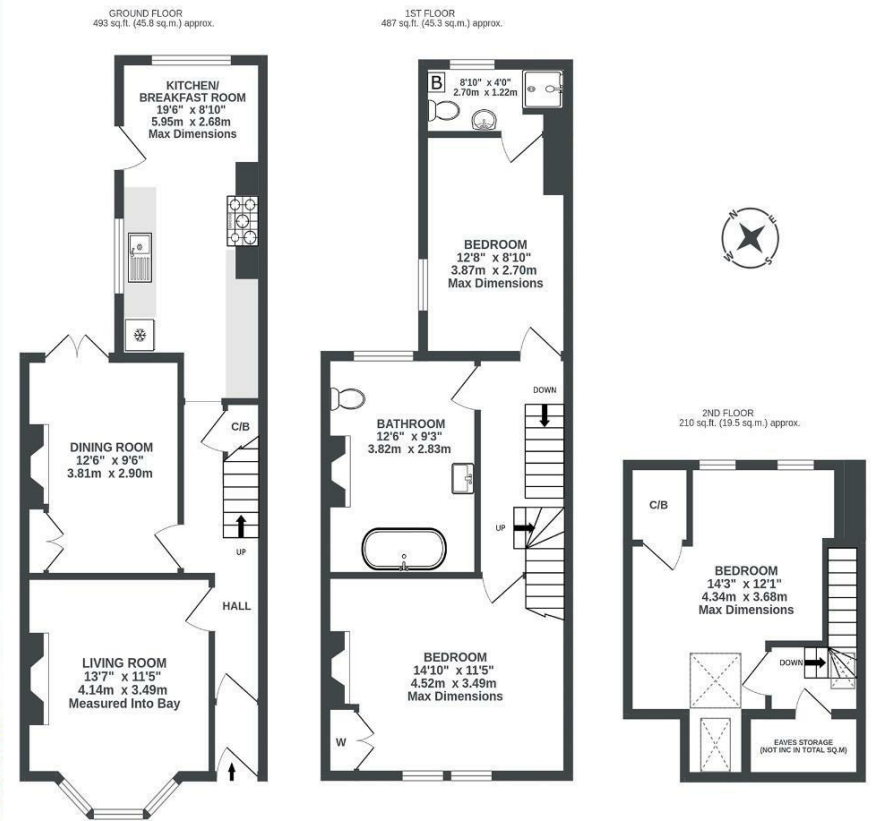 GROUND FLOOR
493 sq.ft. (45.8 sq.m.) approx.
KITCHEN/
BREAKFAST ROOM
19'6" x 8'10"
5.95m x 2.68m
Max Dimensions
C/B
DINING ROOM
12'6" x 9'6"
3.81m x 2.90m
UP
HALL
LIVING ROOM
13'7" x 11'5"
4.14m x 3.49m
Measured Into Bay
1ST FLOOR
487 sq.ft. (45.3 sq.m.) approx.
B
8'10" x 4'0"
2.70m x 1.22m
BEDROOM
12'8" x 8'10"
3.87m x 2.70m
Max Dimensions
DOWN
BATHROOM
12'6" x 9'3"
3.82m x 2.83m
UP
BEDROOM
14'10" x 11'5"
4.52m x 3.49m
Max Dimensions
W
N
E
W
S
2ND FLOOR
210 sq.ft. (19.5 sq.m.) approx.
C/B
BEDROOM
14'3" x 12'1"
4.34m x 3.68m
Max Dimensions
DOWN
EAVES STORAGE
(NOT INC IN TOTAL SQ.M)